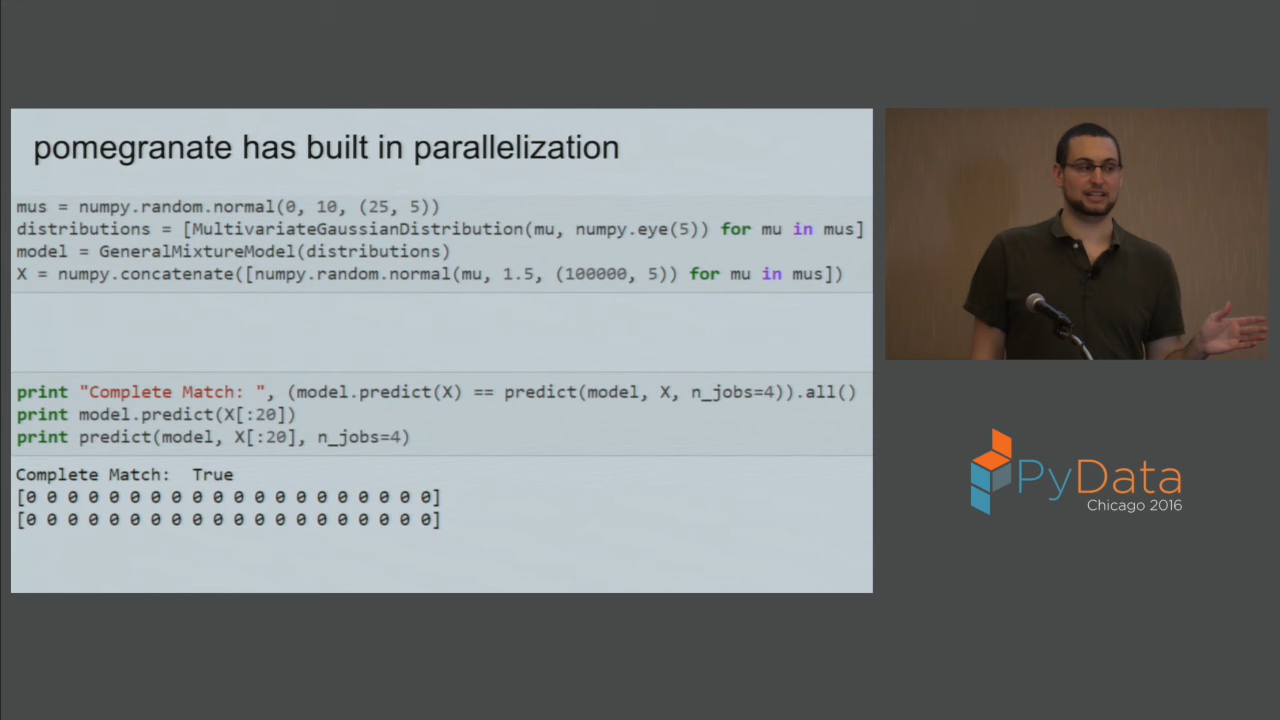 pomegranate has built in parallelization
mus = numpy.random.normal(0, 10, (25, 5))
distributions = [MultivariateGaussianDistribution(mu, numpy.eye(5)) for mu in mus]
model = GeneralMixtureModel(distributions)
X = numpy.concatenate([numpy.random.normal(mu, 1.5, (100000, 5)) for mu in mus])
print "Complete Match: ", (model.predict(X) == predict(model, X, n_jobs=4)).all()
print model.predict(X[:20])
print predict(model, X[:20], n_jobs=4)
Complete Match:  True
[0 0 0 0 0 0 0 0 0 0 0 0 0 0 0 0 0 0 0 0]
[0 0 0 0 0 0 0 0 0 0 0 0 0 0 0 0 0 0 0 0]
PyData
Chicago 2016